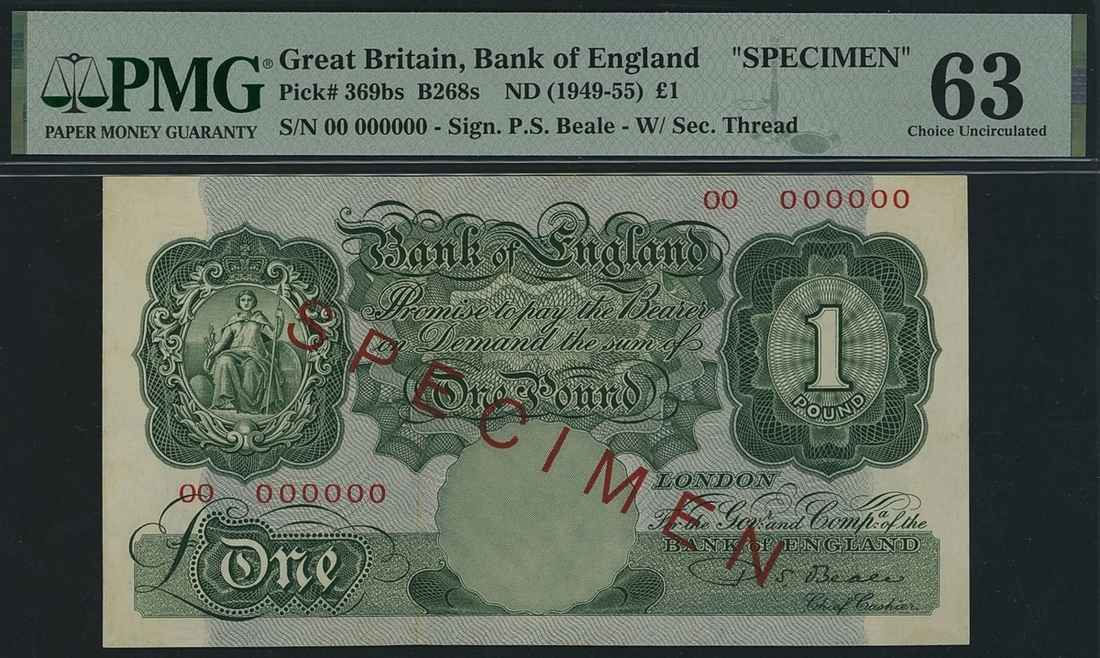 PMG®
PAPER MONEY GUARANTY
Great Britain, Bank of England "SPECIMEN"
Pick# 369bs B268s ND (1949-55) £1
S/N 00 000000 - Sign. P.S. Beale - W/ Sec. Thread
63
Choice Uncirculated
00 000000
Bank of England
Promise to pay the Bearer
on Demand the sum of
One Pound
1
POUND
SPECIMEN
00 000000
£One
LONDON
For the Govr. and Compa. of the
BANK of ENGLAND
P S Beale
Chief Cashier.